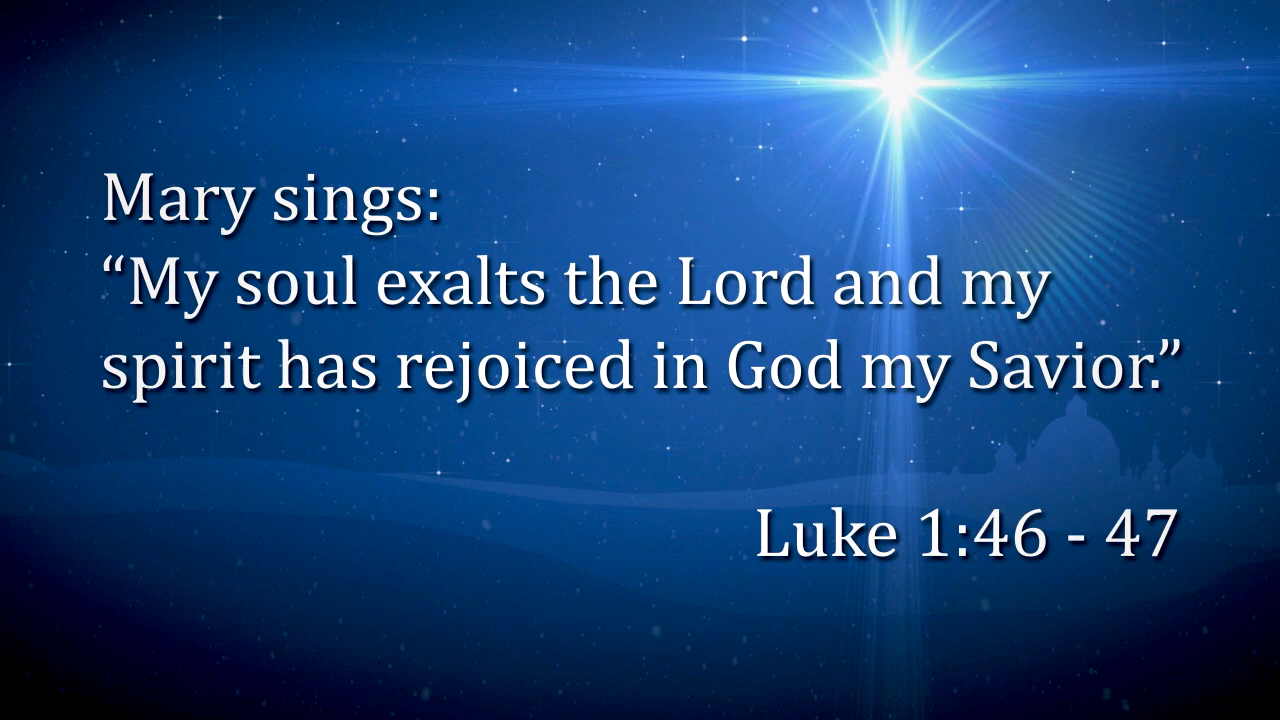 Mary sings:
“My soul exalts the Lord and my
spirit has rejoiced in God my Savior.”
Luke 1:46 - 47